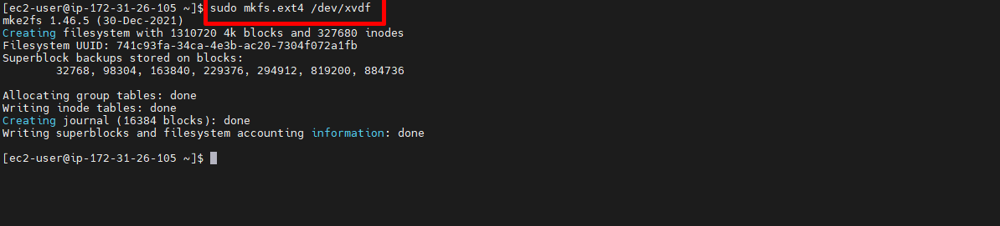 [ec2-user@ip-172-31-26-105 ~]$ sudo mkfs.ext4 /dev/xvdf
mke2fs 1.46.5 (30-Dec-2021)
Creating filesystem with 1310720 4k blocks and 327680 inodes
Filesystem UUID: 741c93fa-34ca-4e3b-ac20-7304f072a1fb
Superblock backups stored on blocks:
        32768, 98304, 163840, 229376, 294912, 819200, 884736

Allocating group tables: done
Writing inode tables: done
Creating journal (16384 blocks): done
Writing superblocks and filesystem accounting information: done

[ec2-user@ip-172-31-26-105 ~]$